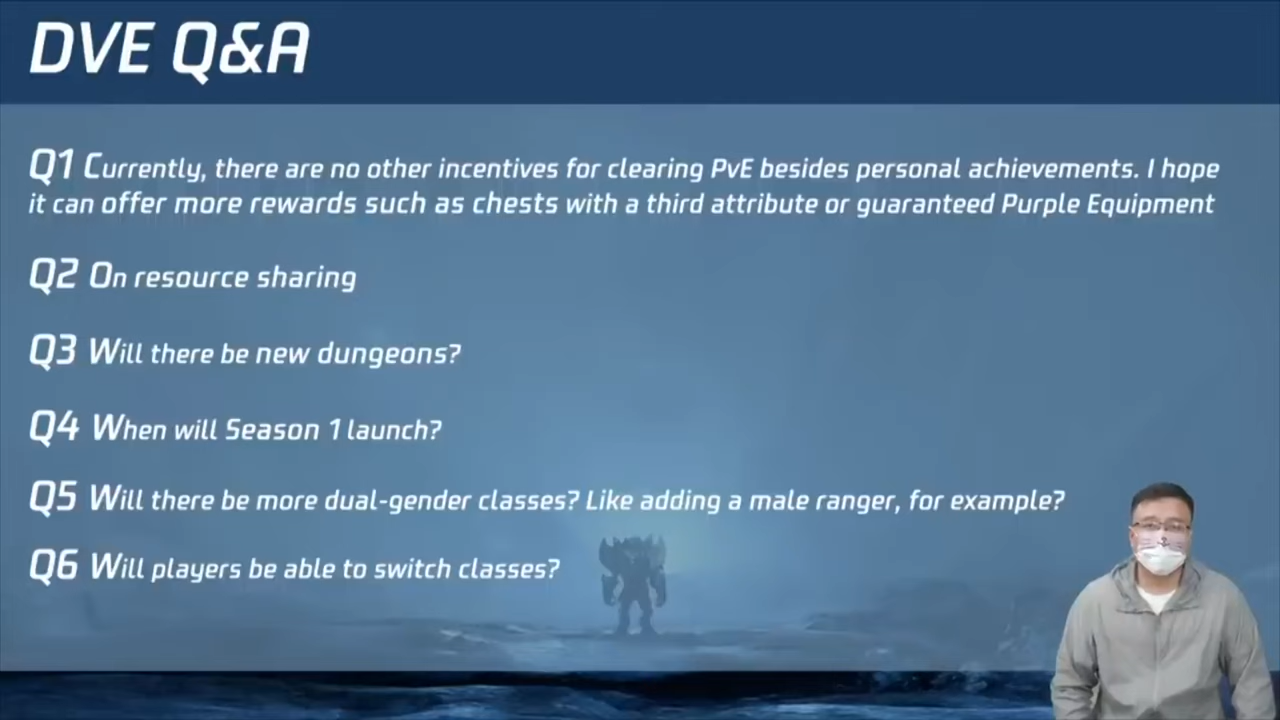 DVE Q&A
Q1 Currently, there are no other incentives for clearing PvE besides personal achievements. I hope
it can offer more rewards such as chests with a third attribute or guaranteed Purple Equipment
Q2 On resource sharing
Q3 Will there be new dungeons?
Q4 When will Season 1 launch?
Q5 Will there be more dual-gender classes? Like adding a male ranger, for example?
Q6 Will players be able to switch classes?